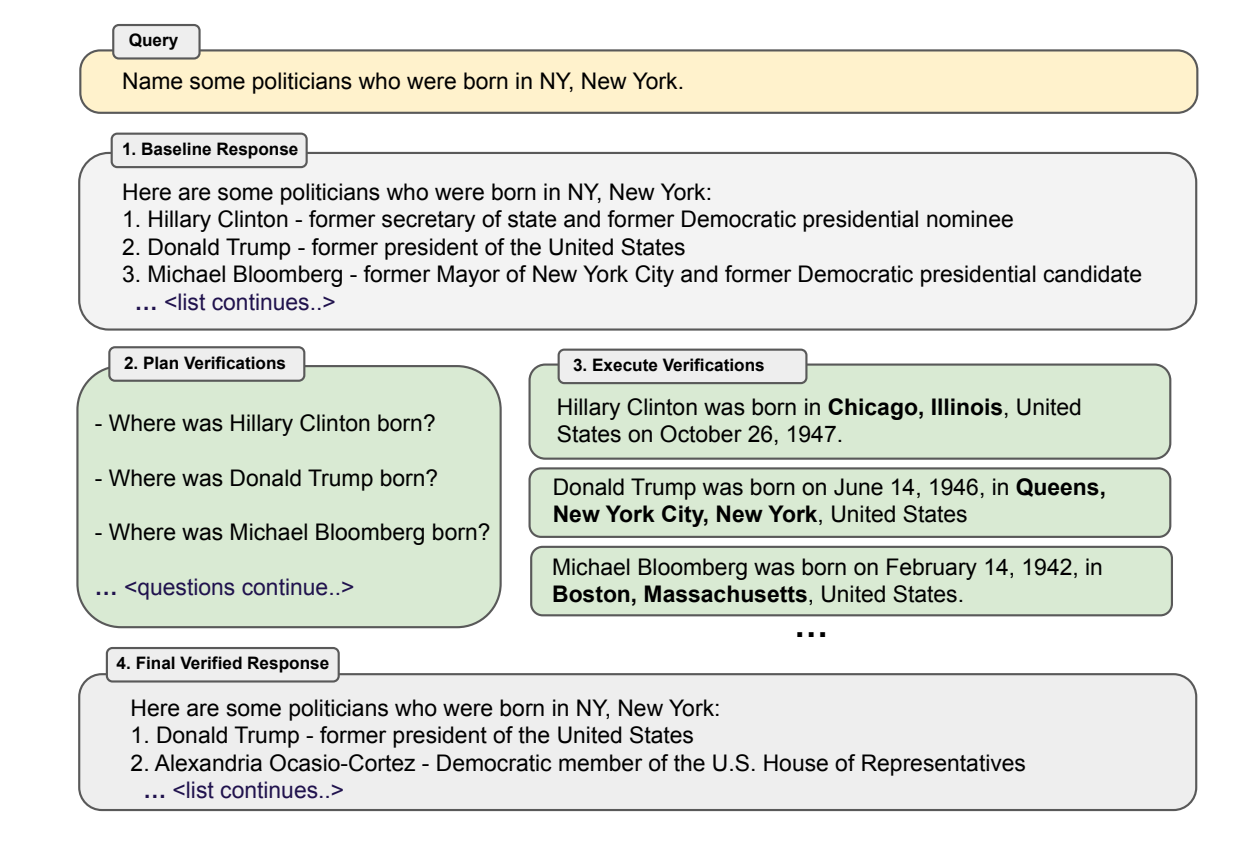 Query
Name some politicians who were born in NY, New York.
1. Baseline Response
Here are some politicians who were born in NY, New York:
1. Hillary Clinton - former secretary of state and former Democratic presidential nominee
2. Donald Trump - former president of the United States
3. Michael Bloomberg - former Mayor of New York City and former Democratic presidential candidate
… <list continues..>
2. Plan Verifications
- Where was Hillary Clinton born?
- Where was Donald Trump born?
- Where was Michael Bloomberg born?
… <questions continue..>
3. Execute Verifications
Hillary Clinton was born in Chicago, Illinois, United
States on October 26, 1947.
Donald Trump was born on June 14, 1946, in Queens,
New York City, New York, United States
Michael Bloomberg was born on February 14, 1942, in
Boston, Massachusetts, United States.
…
4. Final Verified Response
Here are some politicians who were born in NY, New York:
1. Donald Trump - former president of the United States
2. Alexandria Ocasio-Cortez - Democratic member of the U.S. House of Representatives
… <list continues..>